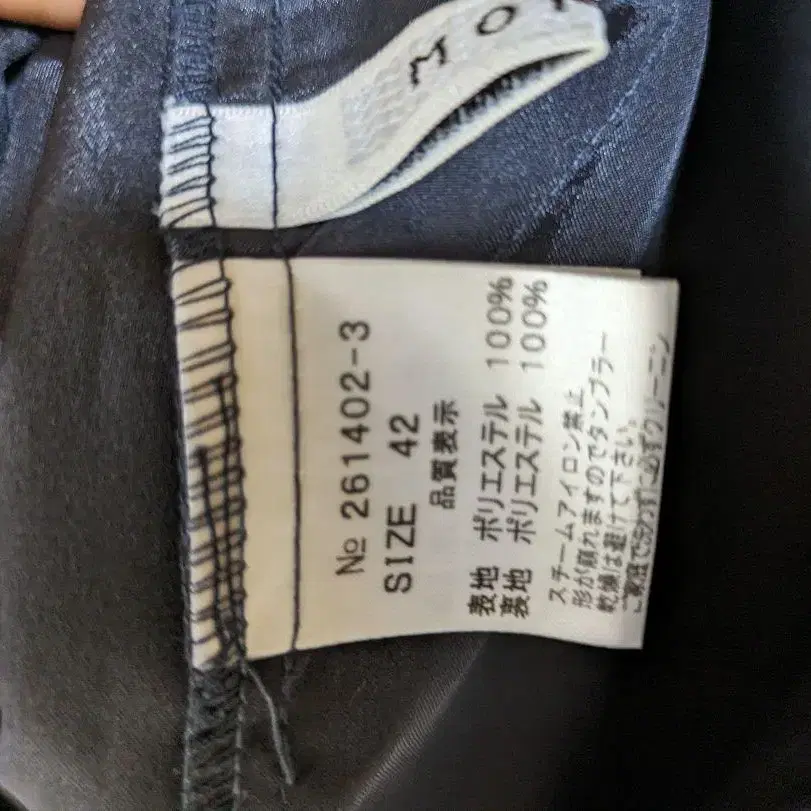 № 261402-3
SIZE 42
品質表示
表地 ポリエステル 100%
裏地 ポリエステル 100%
スチームアイロン禁止
形が崩れますのでタンブラー
乾燥は避けて下さい。